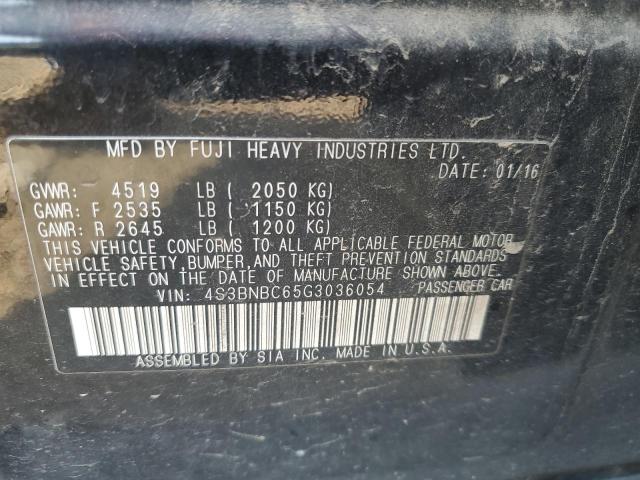 MFD BY FUJI HEAVY INDUSTRIES LTD.
DATE: 01/16
GVWR: 4519 LB ( 2050 KG)
GAWR: F 2535 LB ( 1150 KG)
GAWR: R 2645 LB ( 1200 KG)
THIS VEHICLE CONFORMS TO ALL APPLICABLE FEDERAL MOTOR
VEHICLE SAFETY, BUMPER, AND THEFT PREVENTION STANDARDS
IN EFFECT ON THE DATE OF MANUFACTURE SHOWN ABOVE.
VIN: 4S3BNBC65G3036054 PASSENGER CAR
ASSEMBLED BY SIA INC. MADE IN U.S.A.